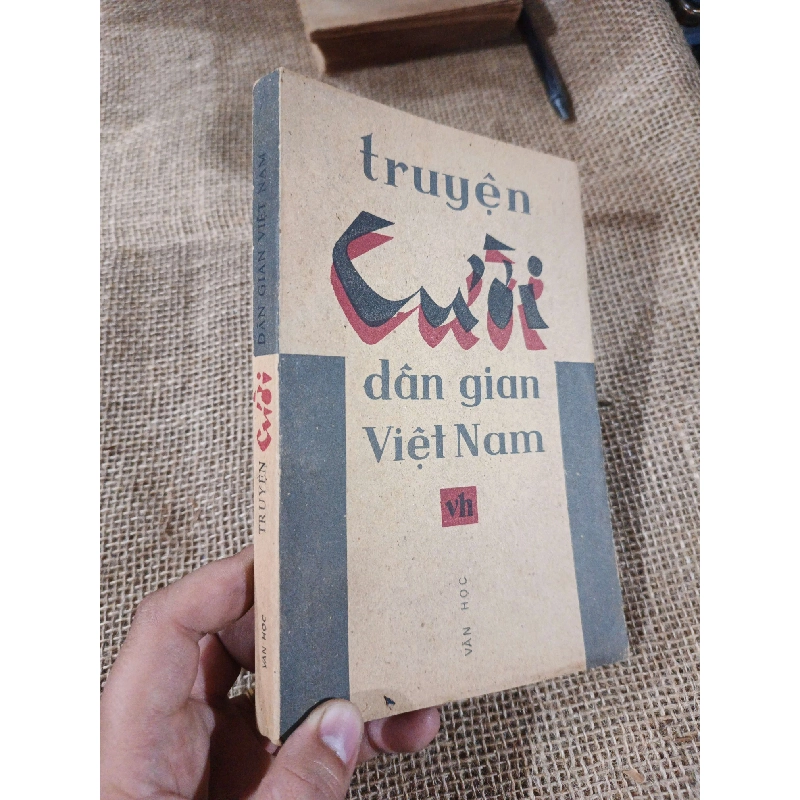 truyện
Cười
dân gian
Việt Nam
vh
VĂN HỌC
VĂN HỌC TRUYỆN Cười DÂN GIAN VIỆT NAM